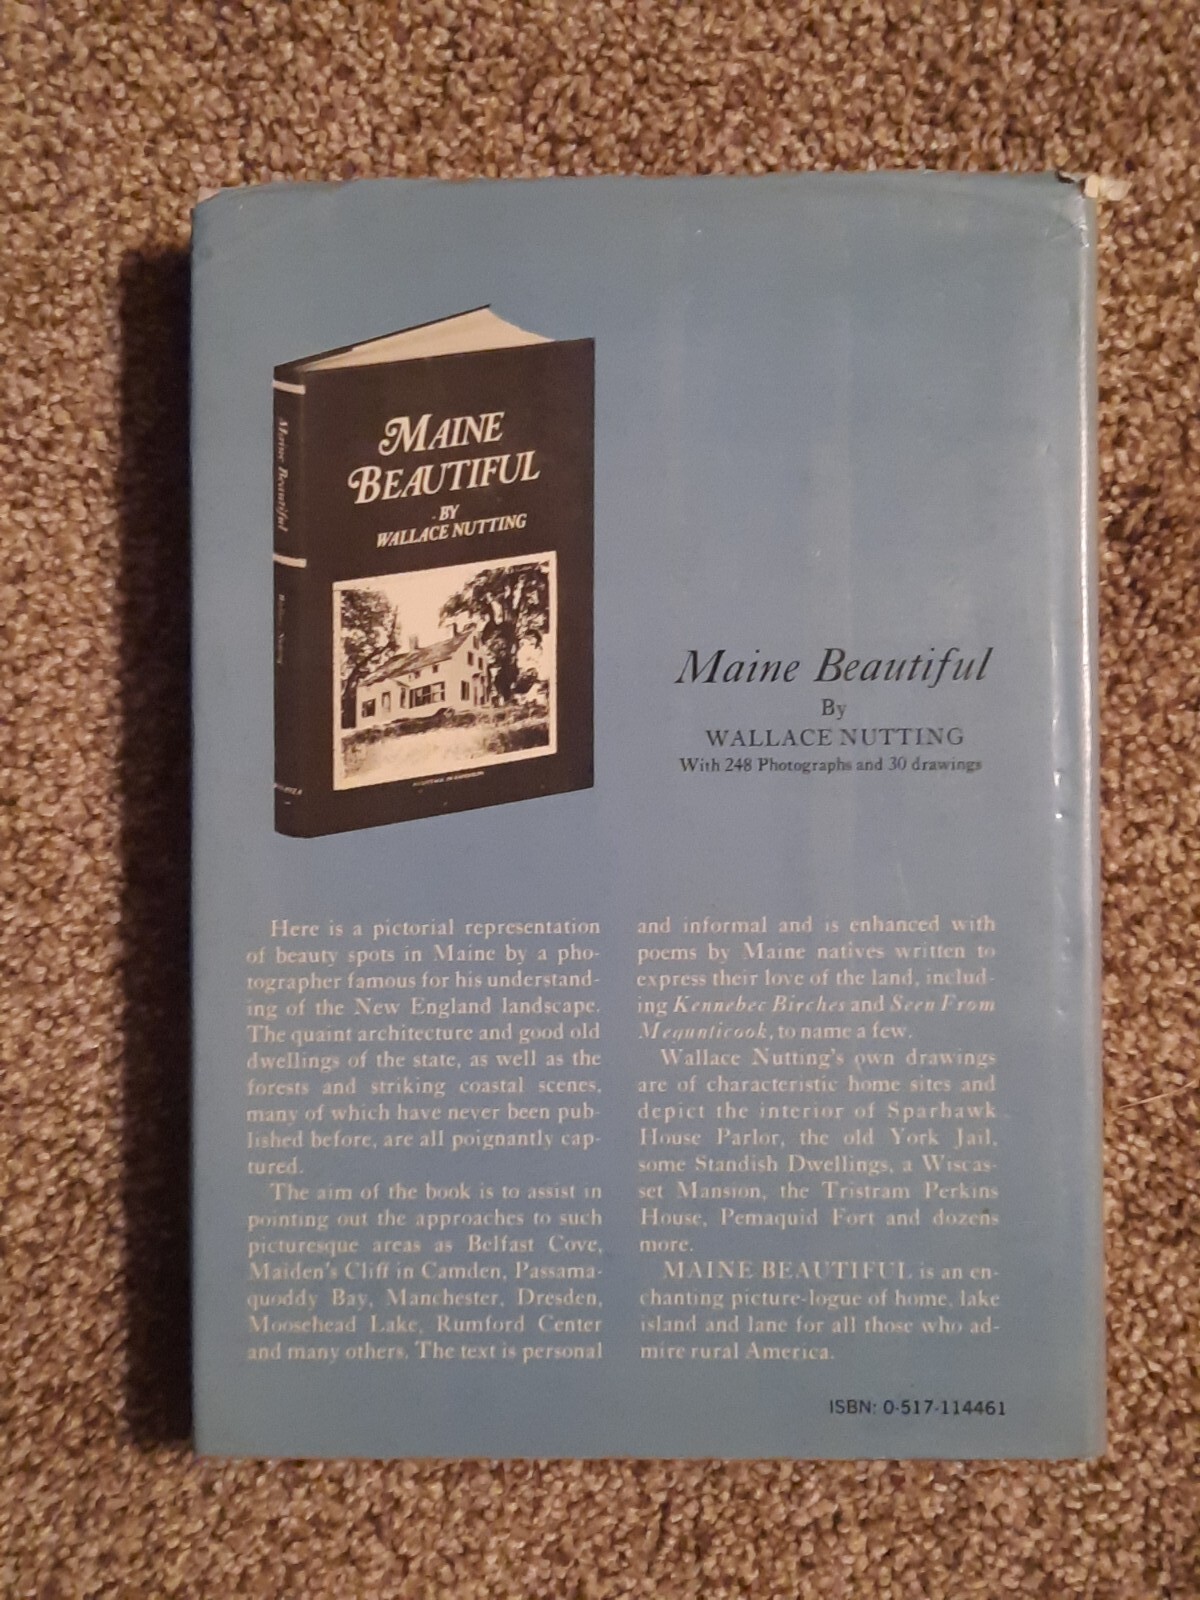 Maine Beautiful
MAINE
BEAUTIFUL
BY
WALLACE NUTTING
Maine Beautiful
By
WALLACE NUTTING
With 248 Photographs and 30 drawings
Here is a pictorial representation
of beauty spots in Maine by a pho-
tographer famous for his understand-
ing of the New England landscape.
The quaint architecture and good old
dwellings of the state, as well as the
forests and striking coastal scenes,
many of which have never been pub-
lished before, are all poignantly cap-
tured.
The aim of the book is to assist in
pointing out the approaches to such
picturesque areas as Belfast Cove,
Maiden's Cliff in Camden, Passama-
quoddy Bay, Manchester, Dresden,
Moosehead Lake, Rumford Center
and many others. The text is personal
and informal and is enhanced with
poems by Maine natives written to
express their love of the land, includ-
ing Kennebec Birches and Seen From
Megunticook, to name a few.
Wallace Nutting's own drawings
are of characteristic home sites and
depict the interior of Sparhawk
House Parlor, the old York Jail,
some Standish Dwellings, a Wiscas-
set Mansion, the Tristram Perkins
House, Pemaquid Fort and dozens
more.
MAINE BEAUTIFUL is an en-
chanting picture-logue of home, lake
island and lane for all those who ad-
mire rural America.
ISBN: 0-517-114461